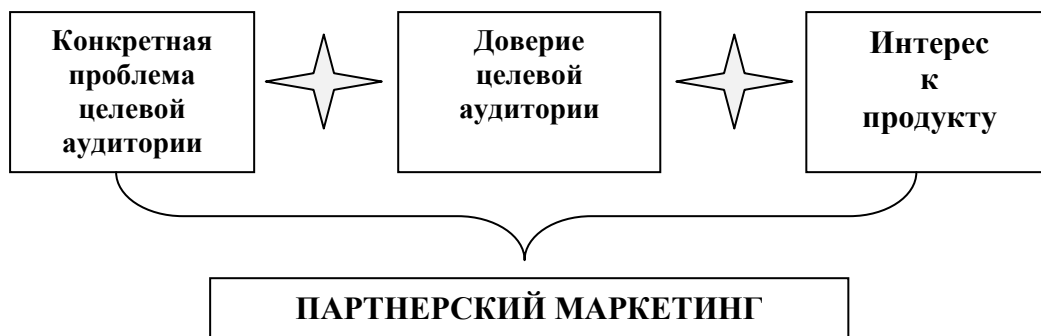 Конкретная
проблема
целевой
аудитории
Доверие
целевой
аудитории
Интерес
к
продукту
ПАРТНЕРСКИЙ МАРКЕТИНГ